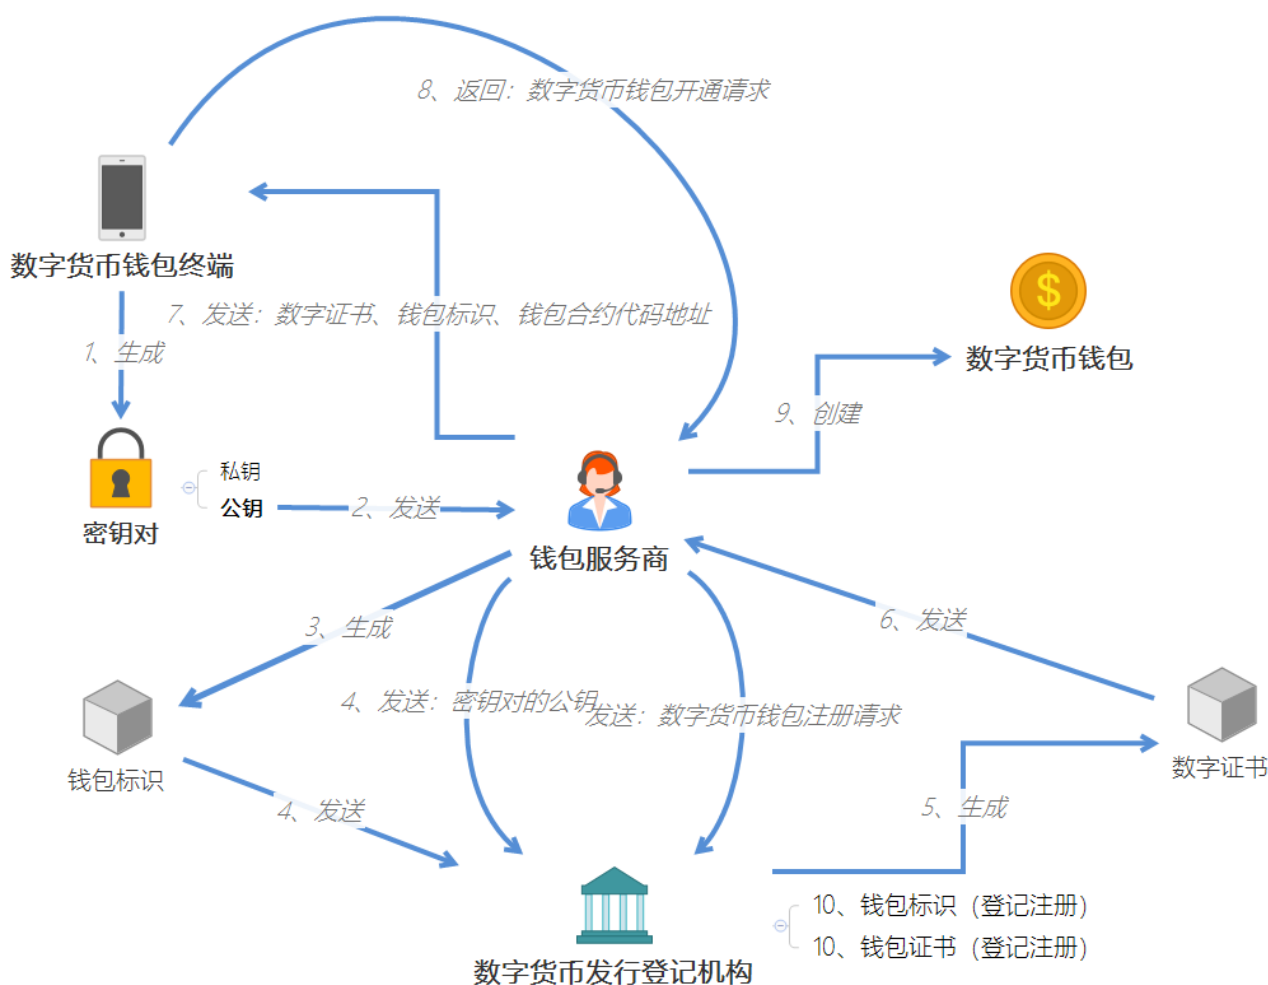 8、返回：数字货币钱包开通请求
数字货币钱包终端
7、发送：数字证书、钱包标识、钱包合约代码地址
$
数字货币钱包
1、生成
9、创建
私钥
公钥
2、发送
密钥对
钱包服务商
3、生成
6、发送
4、发送：密钥对的公钥
发送：数字货币钱包注册请求
钱包标识
数字证书
4、发送
5、生成
10、钱包标识（登记注册）
10、钱包证书（登记注册）
数字货币发行登记机构